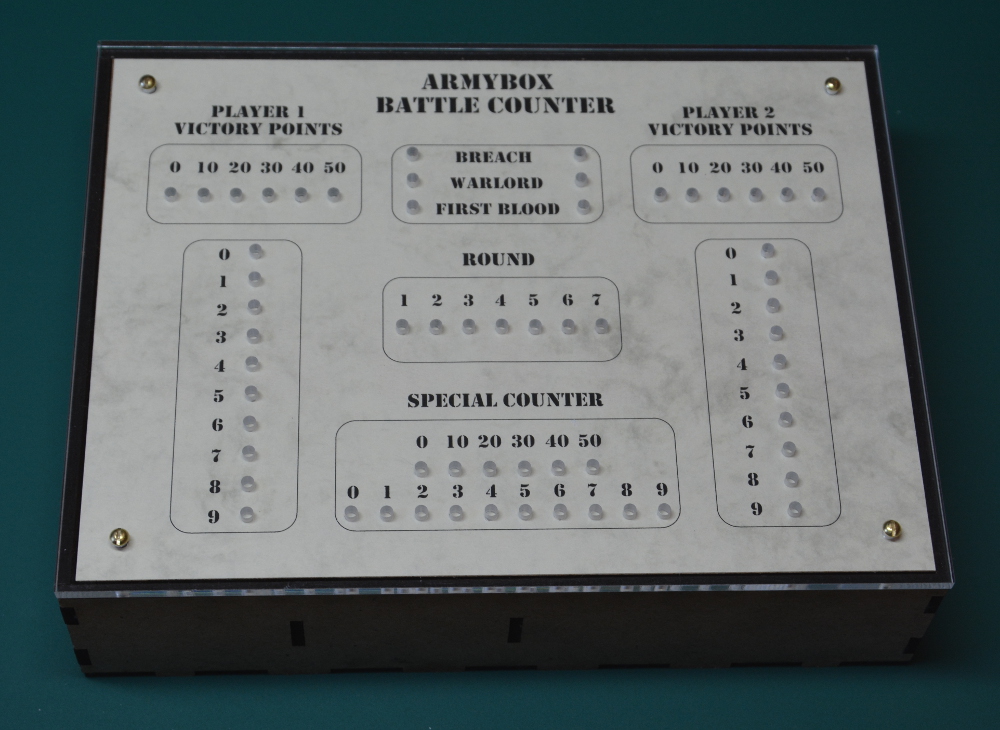 ARMYBOX
BATTLE COUNTER
PLAYER 1
VICTORY POINTS
0 10 20 30 40 50
0
1
2
3
4
5
6
7
8
9
BREACH
WARLORD
FIRST BLOOD
ROUND
1 2 3 4 5 6 7
SPECIAL COUNTER
0 10 20 30 40 50
0 1 2 3 4 5 6 7 8 9
PLAYER 2
VICTORY POINTS
0 10 20 30 40 50
0
1
2
3
4
5
6
7
8
9